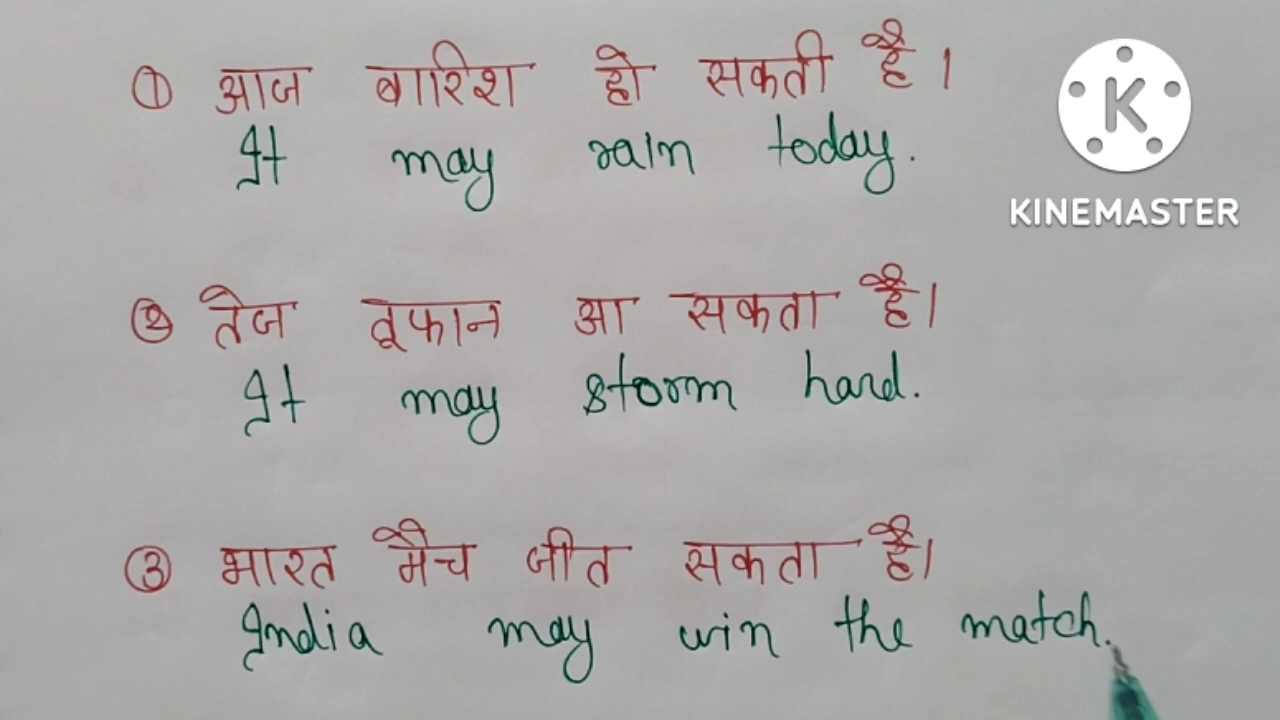 ① आज बारिश हो सकती है।
It may rain today.
② तेज तूफान आ सकता है।
It may storm hard.
③ भारत मैच जीत सकता है।
India may win the match.
K
KINEMASTER